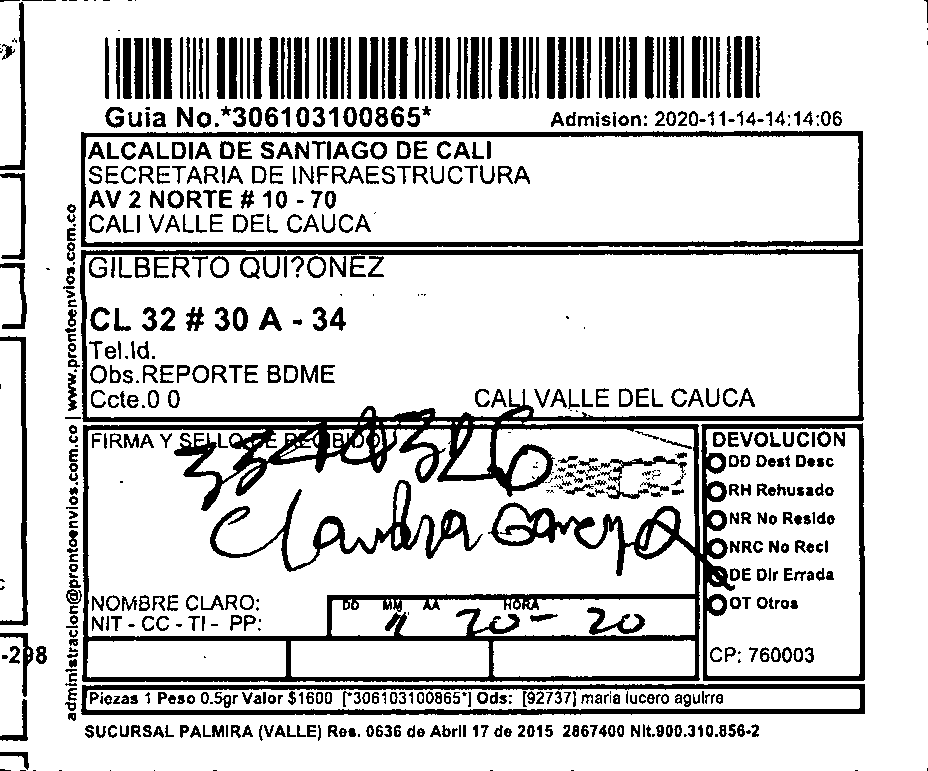 Guia No.*306103100865*
Admision: 2020-11-14-14:14:06
ALCALDIA DE SANTIAGO DE CALI
SECRETARIA DE INFRAESTRUCTURA
AV 2 NORTE # 10 - 70
CALI VALLE DEL CAUCA
GILBERTO QUI?ONEZ
CL 32 # 30 A - 34
Tel.Id.
Obs.REPORTE BDME
Ccte.0 0
CALI VALLE DEL CAUCA
administracion@prontoenvios.com.co | www.prontoenvios.com.co
FIRMA Y SELLO DE RECIBIDO
Claudia
NOMBRE CLARO:
NIT - CC - TI - PP:
DD MM AA HORA
11 20 - 20
DEVOLUCION
DD Dest Desc
RH Rehusado
NR No Reside
NRC No Recl
DE Dir Errada
OT Otros
CP: 760003
Piezas 1 Peso 0.5gr Valor $1600 [*306103100865*] Ods: [92737] maria lucero aguirre
SUCURSAL PALMIRA (VALLE) Res. 0636 de Abril 17 de 2015 2867400 Nit.900.310.856-2
-298